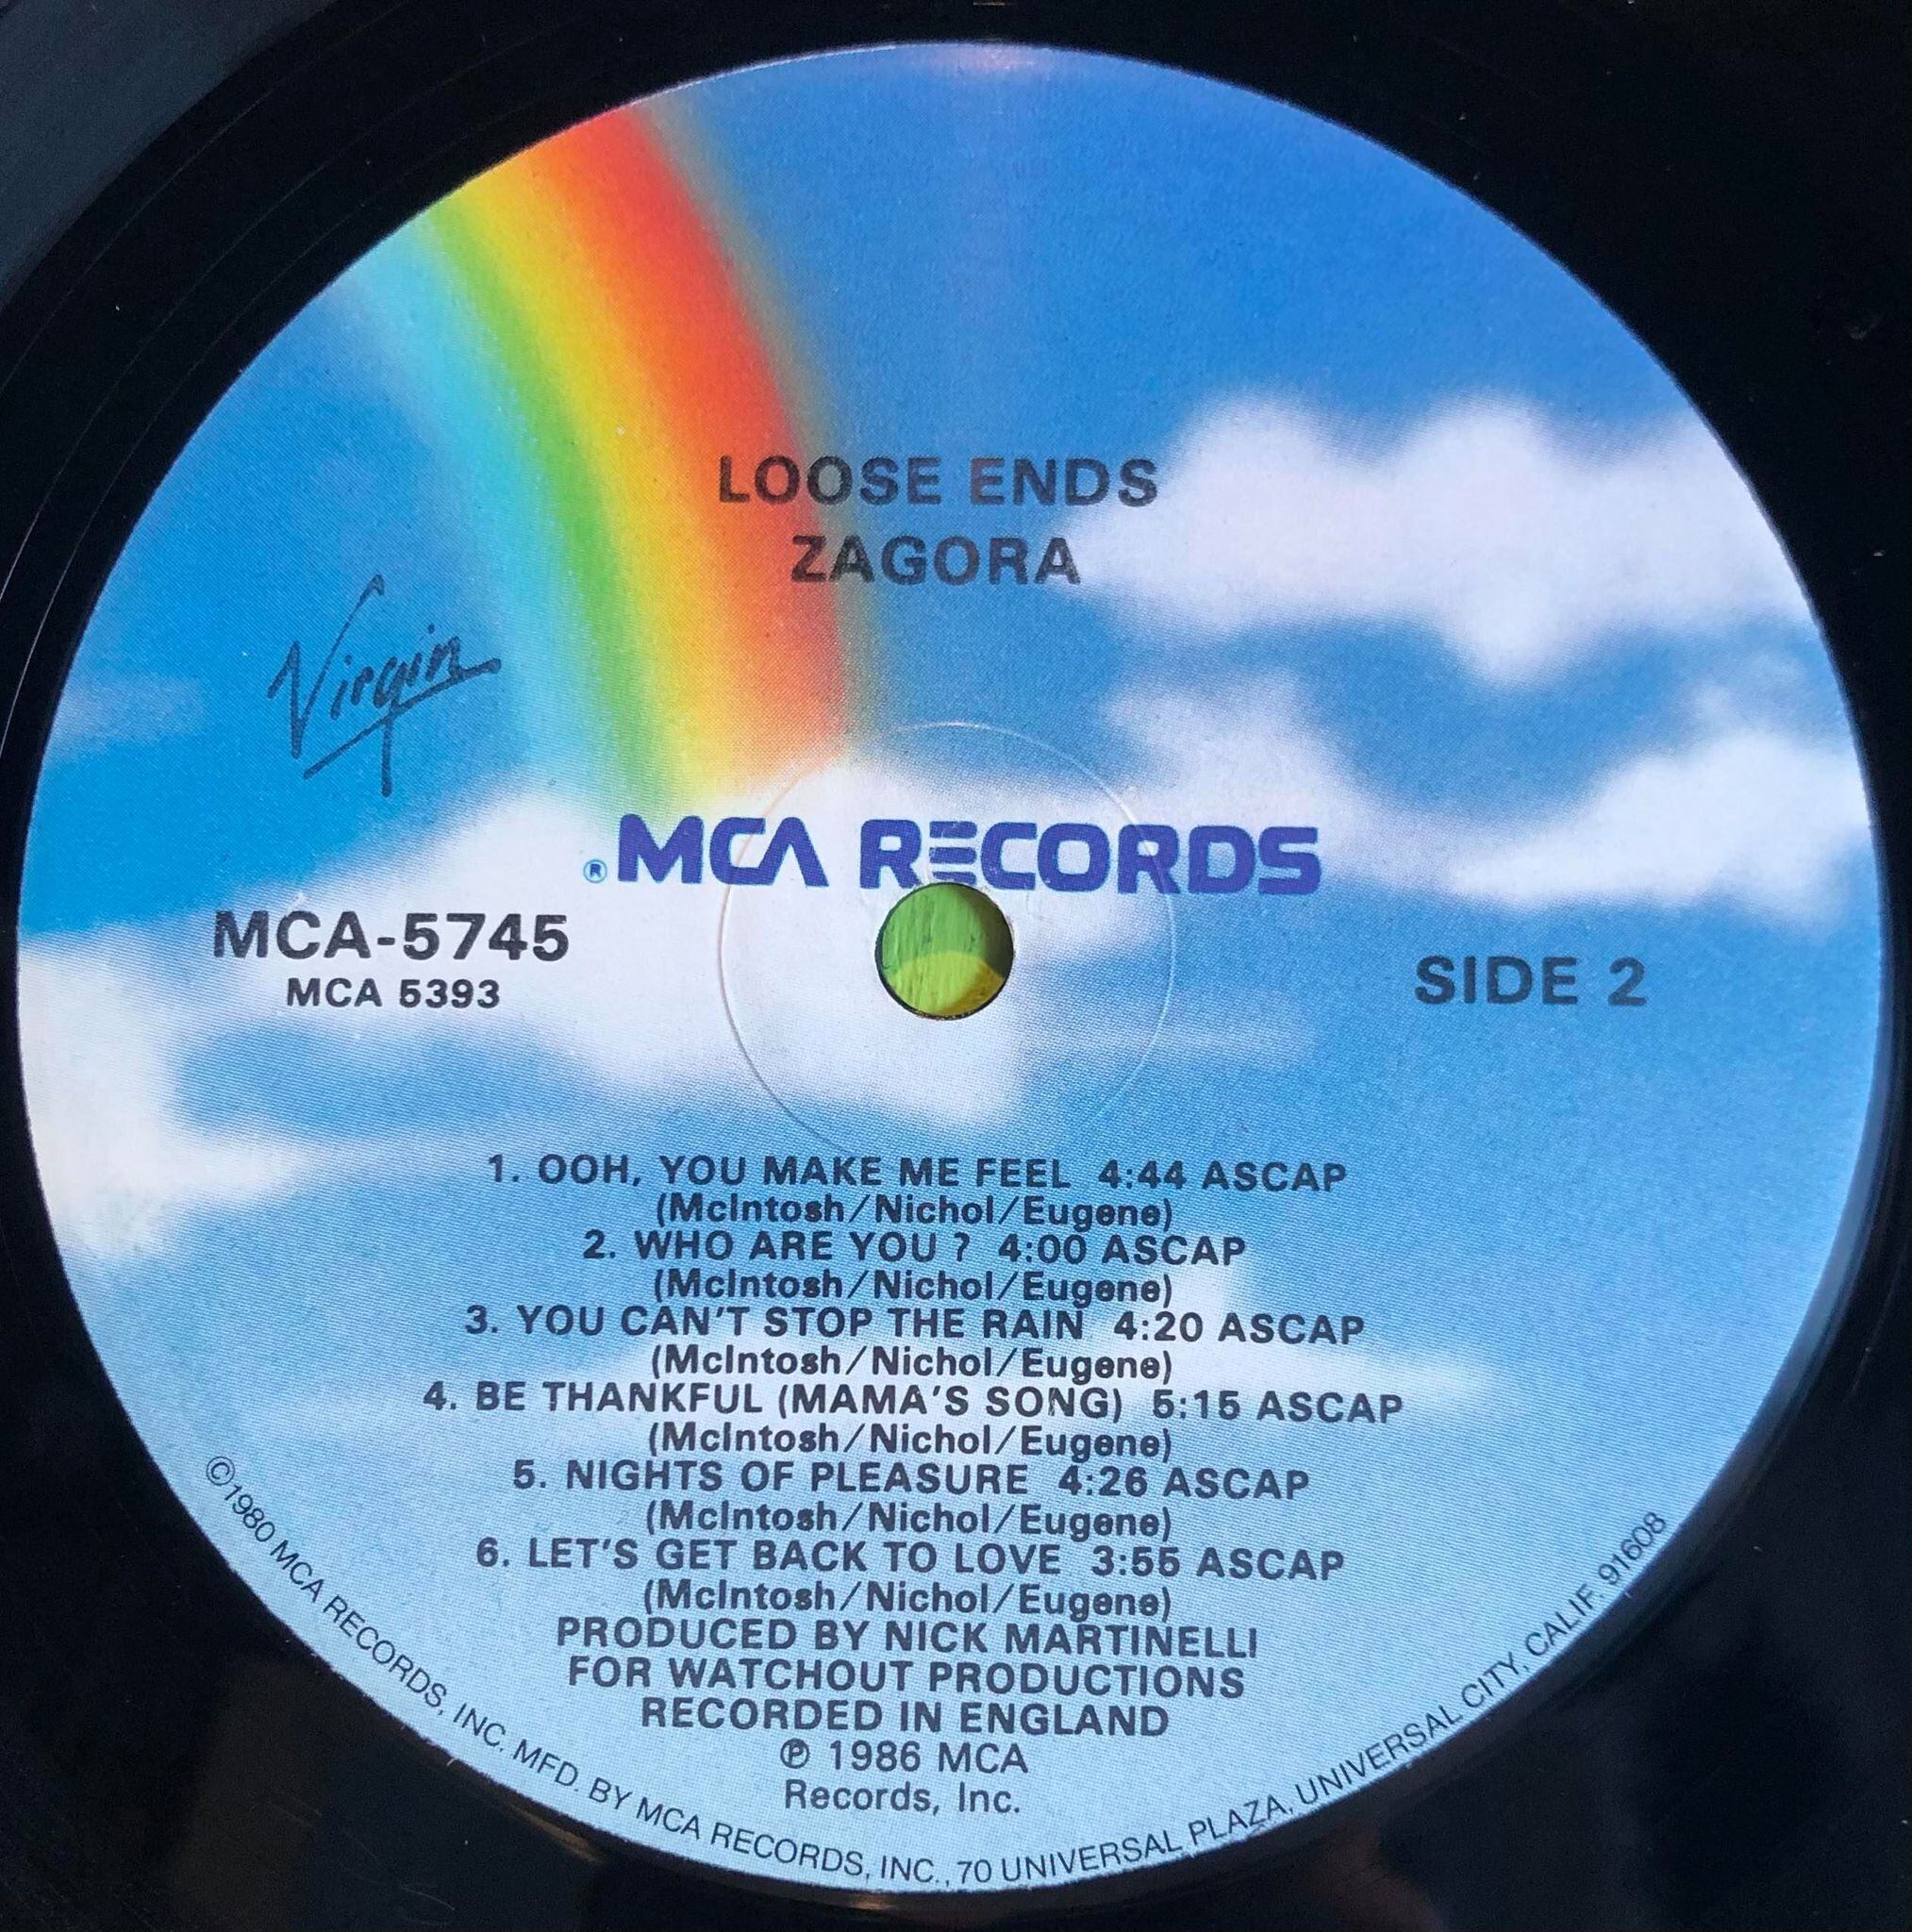 LOOSE ENDS
ZAGORA
Virgin
® MCA RECORDS
MCA-5745
MCA 5393
SIDE 2
1. OOH, YOU MAKE ME FEEL 4:44 ASCAP
(McIntosh/Nichol/Eugene)
2. WHO ARE YOU ? 4:00 ASCAP
(McIntosh/Nichol/Eugene)
3. YOU CAN'T STOP THE RAIN 4:20 ASCAP
(McIntosh/Nichol/Eugene)
4. BE THANKFUL (MAMA'S SONG) 5:15 ASCAP
(McIntosh/Nichol/Eugene)
5. NIGHTS OF PLEASURE 4:26 ASCAP
(McIntosh/Nichol/Eugene)
6. LET'S GET BACK TO LOVE 3:55 ASCAP
(McIntosh/Nichol/Eugene)
PRODUCED BY NICK MARTINELLI
FOR WATCHOUT PRODUCTIONS
RECORDED IN ENGLAND
℗ 1986 MCA
Records, Inc.
©1980 MCA RECORDS, INC. MFD. BY MCA RECORDS, INC., 70 UNIVERSAL PLAZA, UNIVERSAL CITY, CALIF. 91608